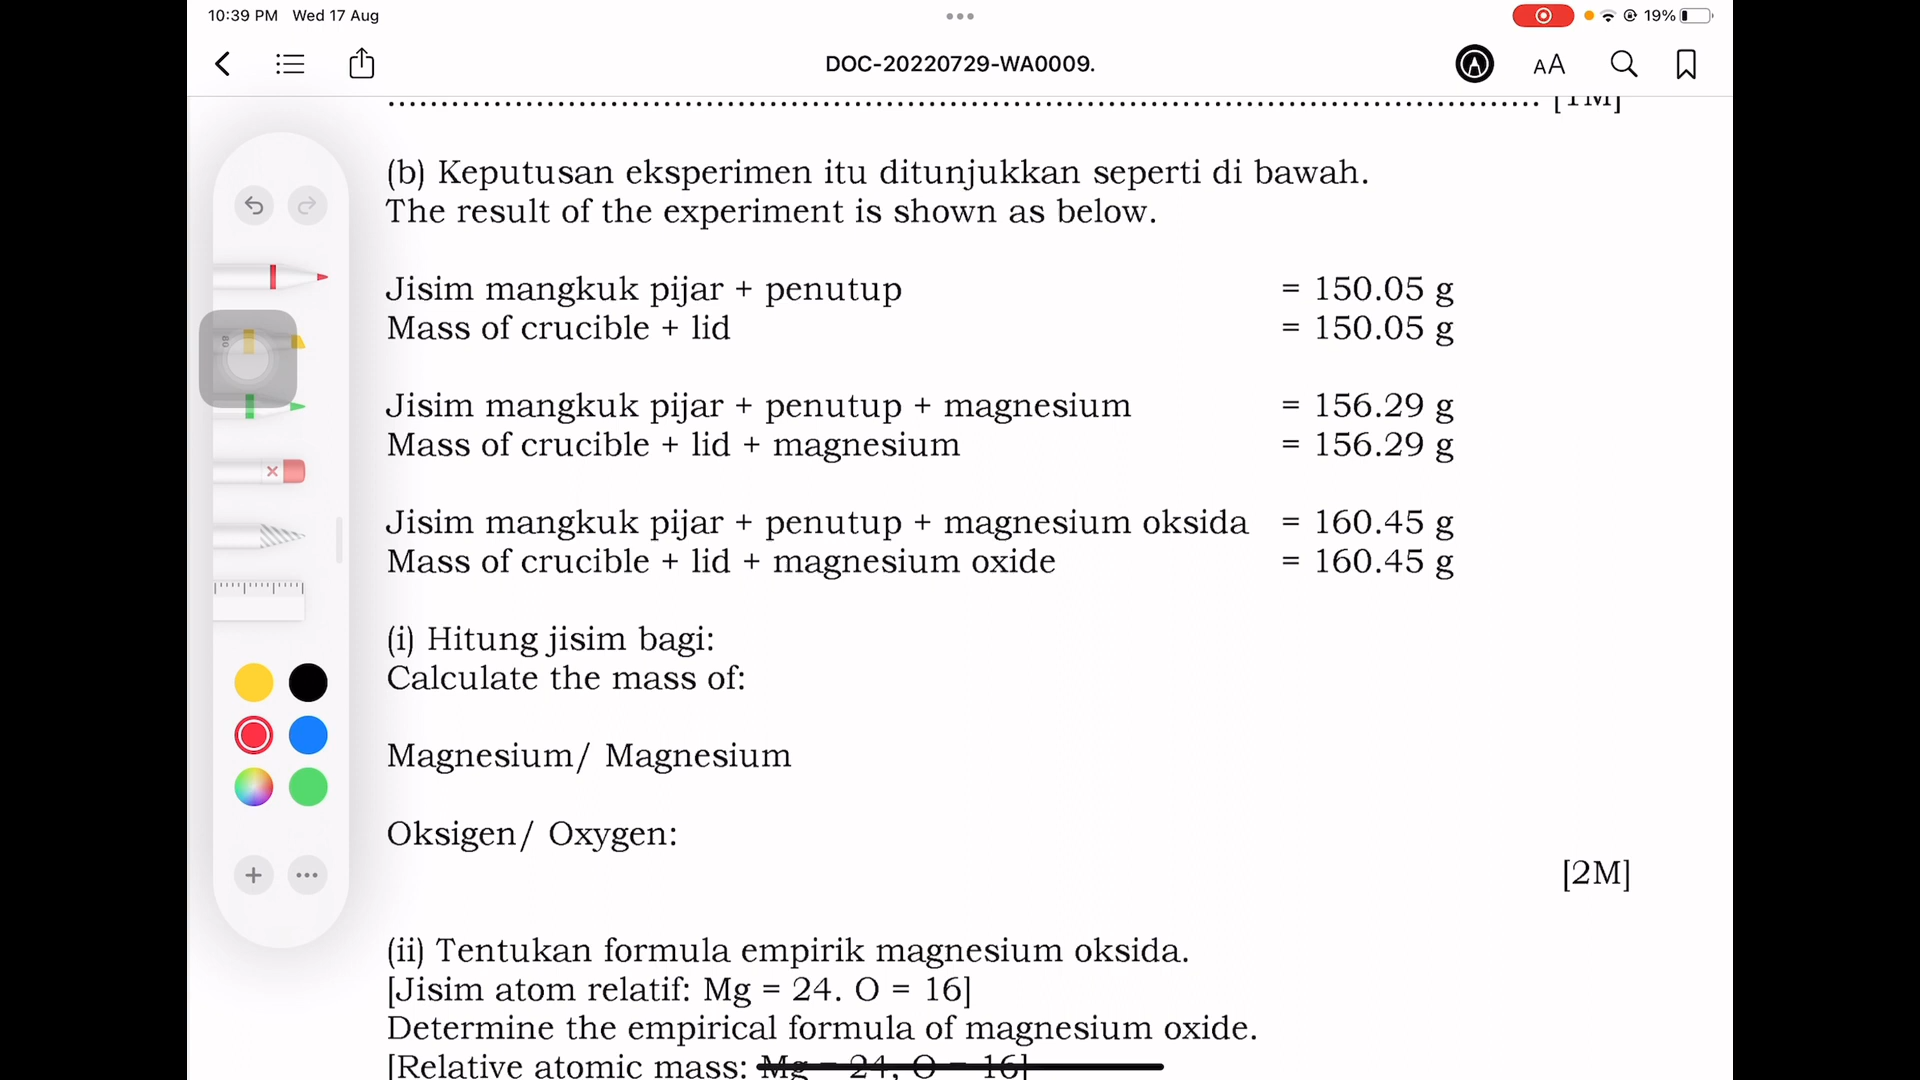 10:39 PM Wed 17 Aug
19%
DOC-20220729-WA0009.
AA
[1M]
(b) Keputusan eksperimen itu ditunjukkan seperti di bawah.
The result of the experiment is shown as below.
Jisim mangkuk pijar + penutup = 150.05 g
Mass of crucible + lid = 150.05 g
Jisim mangkuk pijar + penutup + magnesium = 156.29 g
Mass of crucible + lid + magnesium = 156.29 g
Jisim mangkuk pijar + penutup + magnesium oksida = 160.45 g
Mass of crucible + lid + magnesium oxide = 160.45 g
(i) Hitung jisim bagi:
Calculate the mass of:
Magnesium/ Magnesium
Oksigen/ Oxygen:
[2M]
(ii) Tentukan formula empirik magnesium oksida.
[Jisim atom relatif: Mg = 24. O = 16]
Determine the empirical formula of magnesium oxide.
[Relative atomic mass: Mg = 24, O = 16]